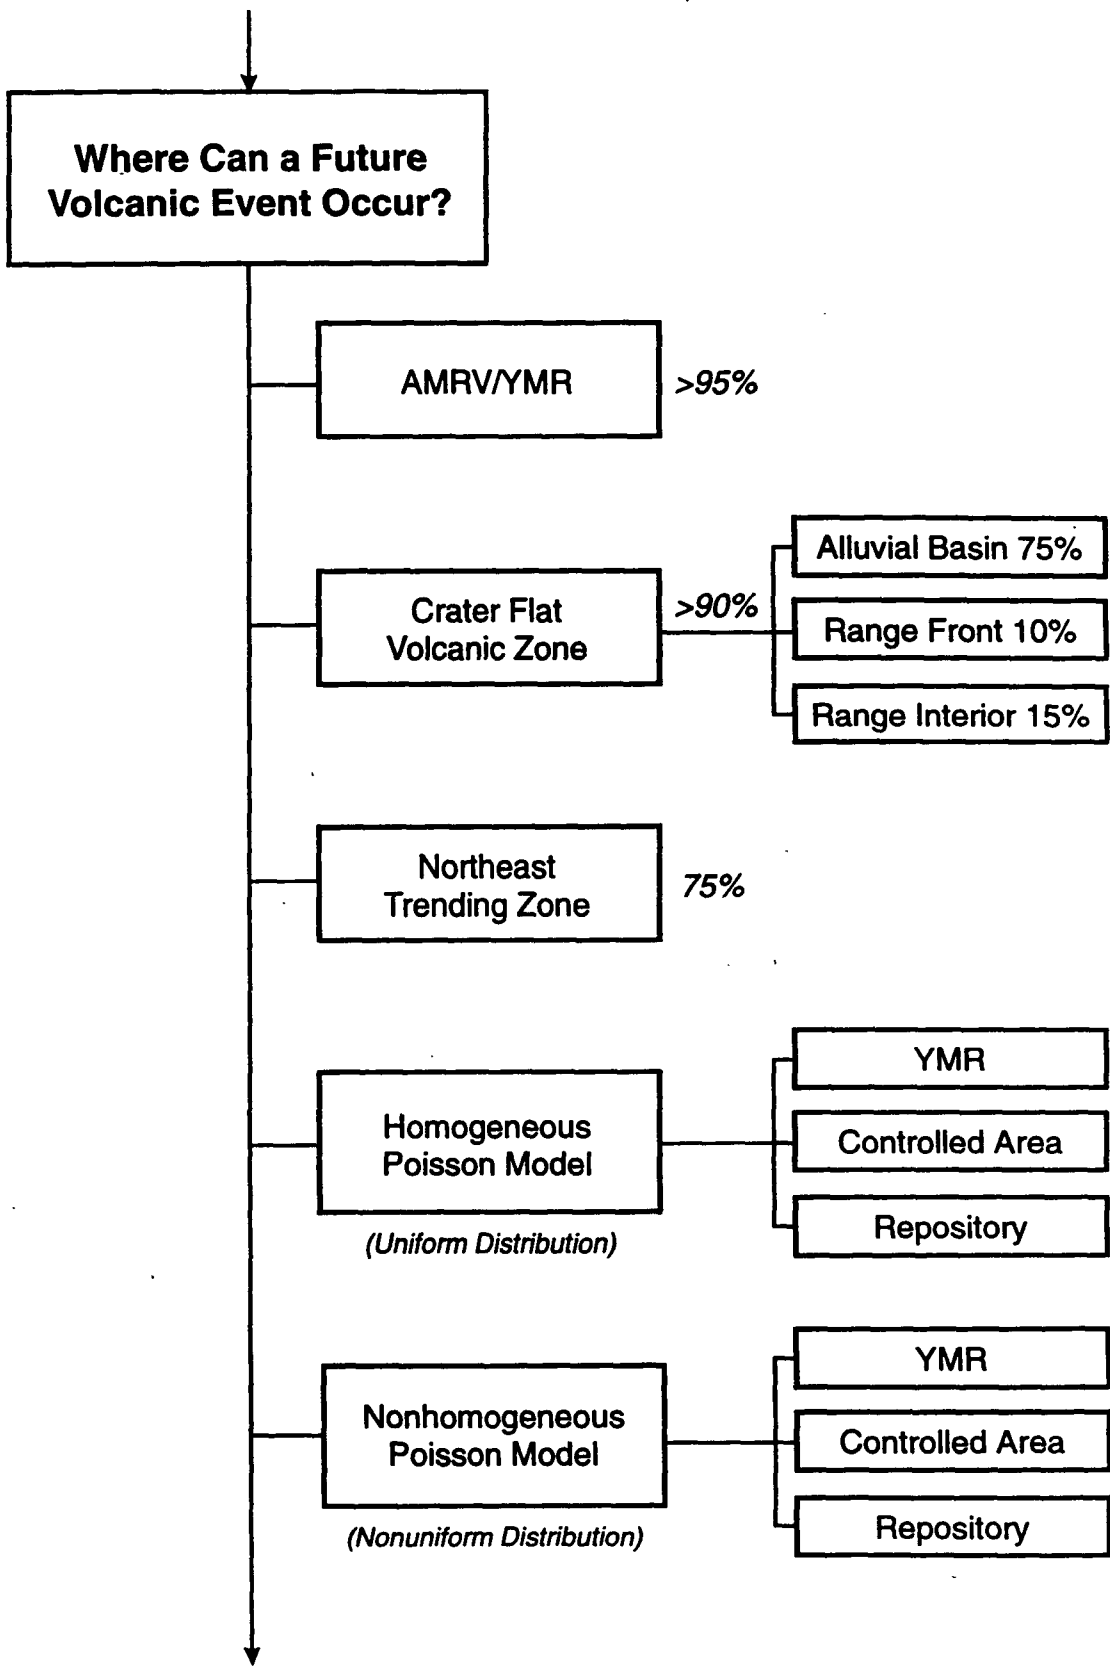 Where Can a Future
Volcanic Event Occur?
AMRV/YMR
>95%
Crater Flat
Volcanic Zone
>90%
Alluvial Basin 75%
Range Front 10%
Range Interior 15%
Northeast
Trending Zone
75%
Homogeneous
Poisson Model
(Uniform Distribution)
YMR
Controlled Area
Repository
Nonhomogeneous
Poisson Model
(Nonuniform Distribution)
YMR
Controlled Area
Repository